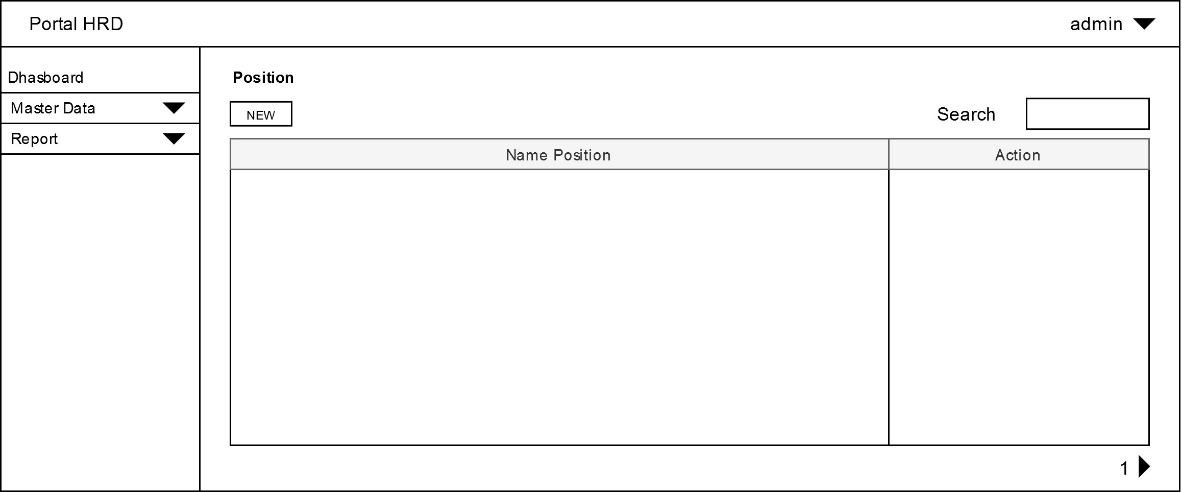 Portal HRD
admin
Dhasboard
Master Data
Report
Position
NEW
Search
Name Position
Action
1